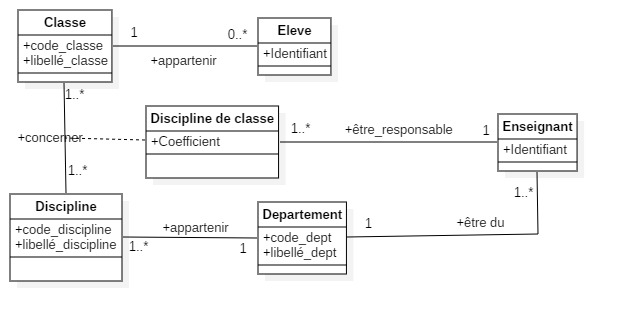 Classe
+code_classe
+libellé_classe
1
0..*
+appartenir
Eleve
+Identifiant
1..*
+concerner
1..*
Discipline de classe
+Coefficient
1..*
+être_responsable
1
Enseignant
+Identifiant
1..*
Discipline
+code_discipline
+libellé_discipline
+appartenir
1..*
1
Departement
+code_dept
+libellé_dept
1
+être du